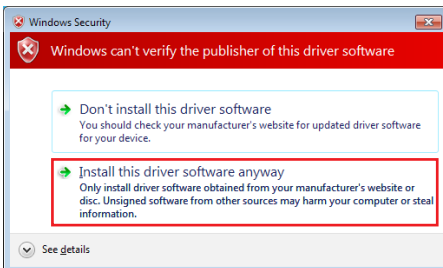 Windows Security
Windows can't verify the publisher of this driver software
Don't install this driver software
You should check your manufacturer's website for updated driver software
for your device.
Install this driver software anyway
Only install driver software obtained from your manufacturer's website or
disc. Unsigned software from other sources may harm your computer or steal
information.
See details